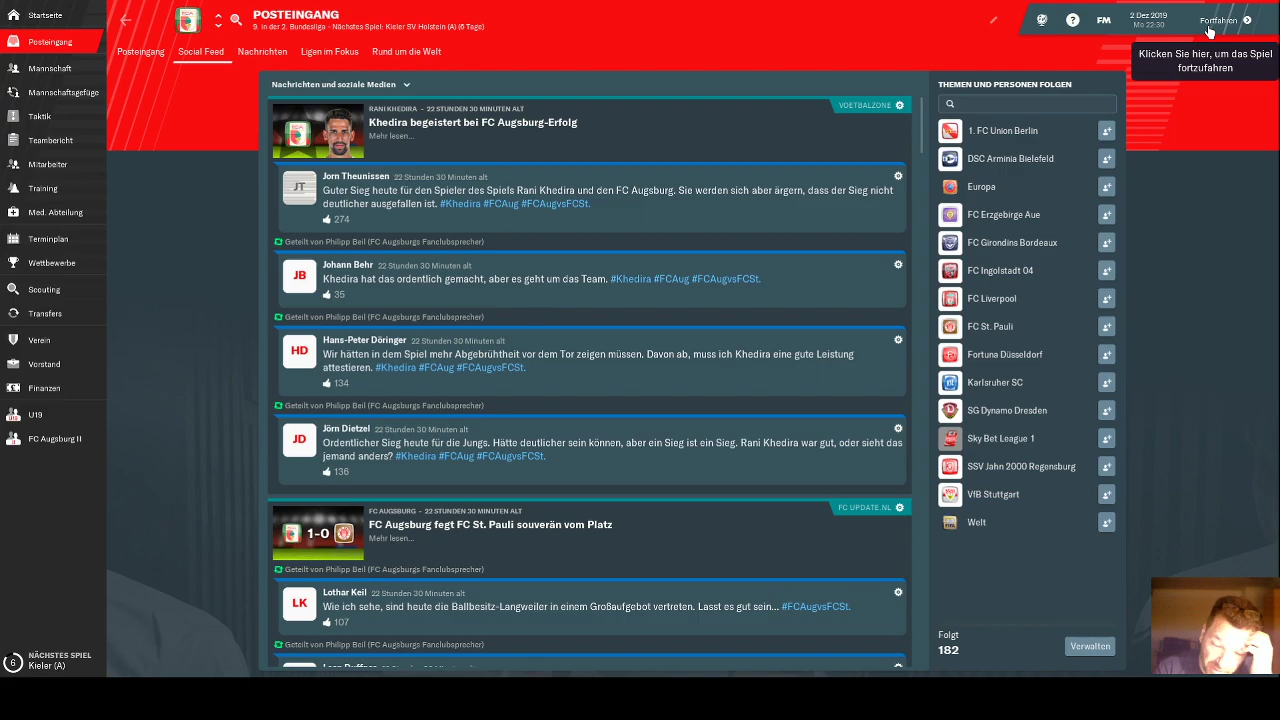 Startseite
Posteingang
Mannschaft
Mannschaftsgefüge
Taktik
Teambericht
Mitarbeiter
Training
Med. Abteilung
Terminplan
Wettbewerbe
Scouting
Transfers
Verein
Vorstand
Finanzen
U19
FC Augsburg II
6
NÄCHSTES SPIEL
Kieler (A)
POSTEINGANG
9. in der 2. Bundesliga - Nächstes Spiel: Kieler SV Holstein (A) (6 Tage)
FM
2 Dez 2019
Mo 22:30
Fortfahren
Klicken Sie hier, um das Spiel
fortzufahren
Posteingang Social Feed Nachrichten Ligen im Fokus Rund um die Welt
Nachrichten und soziale Medien
RANI KHEDIRA - 22 STUNDEN 30 MINUTEN ALT
VOETBALZONE
Khedira begeistert bei FC Augsburg-Erfolg
Mehr lesen...
JT
Jorn Theunissen 22 Stunden 30 Minuten alt
Guter Sieg heute für den Spieler des Spiels Rani Khedira und den FC Augsburg. Sie werden sich aber ärgern, dass der Sieg nicht
deutlicher ausgefallen ist. #Khedira #FCAug #FCAugvsFCSt.
274
Geteilt von Philipp Beil (FC Augsburgs Fanclubsprecher)
JB
Johann Behr 22 Stunden 30 Minuten alt
Khedira hat das ordentlich gemacht, aber es geht um das Team. #Khedira #FCAug #FCAugvsFCSt.
35
Geteilt von Philipp Beil (FC Augsburgs Fanclubsprecher)
HD
Hans-Peter Döringer 22 Stunden 30 Minuten alt
Wir hätten in dem Spiel mehr Abgebrühtheit vor dem Tor zeigen müssen. Davon ab, muss ich Khedira eine gute Leistung
attestieren. #Khedira #FCAug #FCAugvsFCSt.
134
Geteilt von Philipp Beil (FC Augsburgs Fanclubsprecher)
JD
Jörn Dietzel 22 Stunden 30 Minuten alt
Ordentlicher Sieg heute für die Jungs. Hätte deutlicher sein können, aber ein Sieg ist ein Sieg. Rani Khedira war gut, oder sieht das
jemand anders? #Khedira #FCAug #FCAugvsFCSt.
136
FC AUGSBURG - 22 STUNDEN 30 MINUTEN ALT
FC UPDATE.NL
1-0
FC Augsburg fegt FC St. Pauli souverän vom Platz
Mehr lesen...
Geteilt von Philipp Beil (FC Augsburgs Fanclubsprecher)
LK
Lothar Keil 22 Stunden 30 Minuten alt
Wie ich sehe, sind heute die Ballbesitz-Langweiler in einem Großaufgebot vertreten. Lasst es gut sein... #FCAugvsFCSt.
107
Geteilt von Philipp Beil (FC Augsburgs Fanclubsprecher)
THEMEN UND PERSONEN FOLGEN
1. FC Union Berlin
DSC Arminia Bielefeld
Europa
FC Erzgebirge Aue
FC Girondins Bordeaux
FC Ingolstadt 04
FC Liverpool
FC St. Pauli
Fortuna Düsseldorf
Karlsruher SC
SG Dynamo Dresden
Sky Bet League 1
SSV Jahn 2000 Regensburg
VfB Stuttgart
Welt
Folgt
182
Verwalten